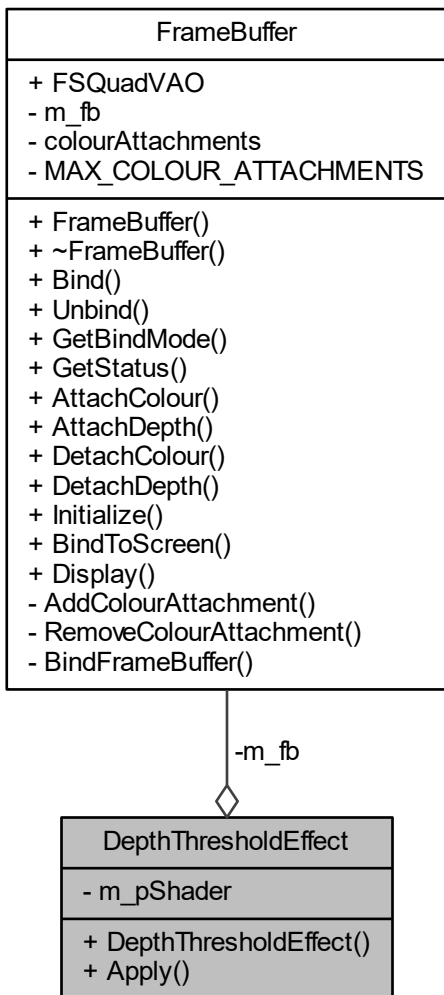 FrameBuffer
+ FSQuadVAO
- m_fb
- colourAttachments
- MAX_COLOUR_ATTACHMENTS
+ FrameBuffer()
+ ~FrameBuffer()
+ Bind()
+ Unbind()
+ GetBindMode()
+ GetStatus()
+ AttachColour()
+ AttachDepth()
+ DetachColour()
+ DetachDepth()
+ Initialize()
+ BindToScreen()
+ Display()
- AddColourAttachment()
- RemoveColourAttachment()
- BindFrameBuffer()
-m_fb
DepthThresholdEffect
- m_pShader
+ DepthThresholdEffect()
+ Apply()